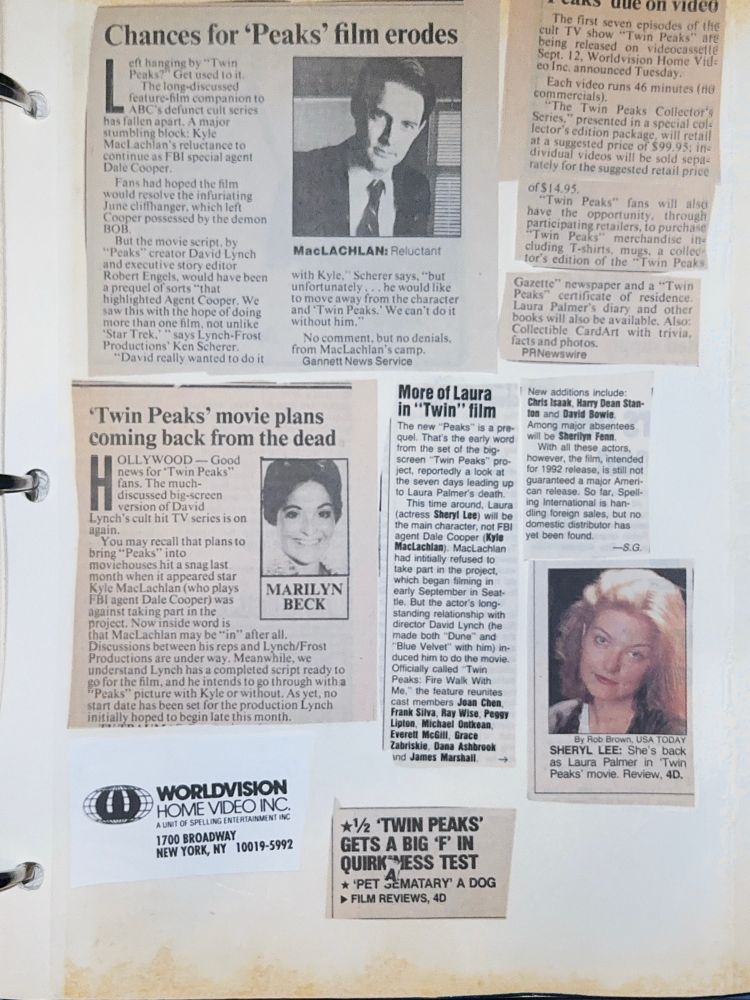 Chances for 'Peaks' film erodes
Left hanging by "Twin
Peaks?" Get used to it.
The long-discussed
feature-film companion to
ABC's defunct cult series
has fallen apart. A major
stumbling block: Kyle
MacLachlan's reluctance to
continue as FBI special agent
Dale Cooper.
Fans had hoped the film
would resolve the infuriating
June cliffhanger, which left
Cooper possessed by the demon
BOB.
But the movie script, by
"Peaks" creator David Lynch
and executive story editor
Robert Engels, would have been
a prequel of sorts "that
highlighted Agent Cooper. We
saw this with the hope of doing
more than one film, not unlike
'Star Trek,' " says Lynch-Frost
Productions' Ken Scherer.
"David really wanted to do it
MacLACHLAN: Reluctant
with Kyle," Scherer says, "but
unfortunately . . . he would like
to move away from the character
and 'Twin Peaks.' We can't do it
without him."
No comment, but no denials,
from MacLachlan's camp.
Gannett News Service
'Peaks' due on video
The first seven episodes of the
cult TV show "Twin Peaks" are
being released on videocassette
Sept. 12, Worldvision Home Vid-
eo Inc. announced Tuesday.
Each video runs 46 minutes (no
commercials).
"The Twin Peaks Collector's
Series," presented in a special col-
lector's edition package, will retail
at a suggested price of $99.95; in-
dividual videos will be sold sepa-
rately for the suggested retail price
of $14.95.
"Twin Peaks" fans will also
have the opportunity, through
participating retailers, to purchase
"Twin Peaks" merchandise in-
cluding T-shirts, mugs, a collec-
tor's edition of the "Twin Peaks
Gazette" newspaper and a "Twin
Peaks" certificate of residence.
Laura Palmer's diary and other
books will also be available. Also:
Collectible CardArt with trivia,
facts and photos.
PRNewswire
'Twin Peaks' movie plans
coming back from the dead
HOLLYWOOD — Good
news for "Twin Peaks"
fans. The much-
discussed big-screen
version of David
Lynch's cult hit TV series is on
again.
You may recall that plans to
bring "Peaks" into
moviehouses hit a snag last
month when it appeared star
Kyle MacLachlan (who plays
FBI agent Dale Cooper) was
against taking part in the
project. Now inside word is
that MacLachlan may be "in" after all.
Discussions between his reps and Lynch/Frost
Productions are under way. Meanwhile, we
understand Lynch has a completed script ready to
go for the film, and he intends to go through with a
"Peaks" picture with Kyle or without. As yet, no
start date has been set for the production Lynch
initially hoped to begin late this month.
MARILYN
BECK
More of Laura
in "Twin" film
The new "Peaks" is a pre-
quel. That's the early word
from the set of the big-
screen "Twin Peaks" pro-
ject, reportedly a look at
the seven days leading up
to Laura Palmer's death.
This time around, Laura
(actress Sheryl Lee) will be
the main character, not FBI
agent Dale Cooper (Kyle
MacLachlan). MacLachlan
had intitially refused to
take part in the project,
which began filming in
early September in Seat-
tle. But the actor's long-
standing relationship with
director David Lynch (he
made both "Dune" and
"Blue Velvet" with him) in-
duced him to do the movie.
Officially called "Twin
Peaks: Fire Walk With
Me," the feature reunites
cast members Joan Chen,
Frank Silva, Ray Wise, Peggy
Lipton, Michael Ontkean,
Everett McGill, Grace
Zabriskie, Dana Ashbrook
and James Marshall. →
New additions include:
Chris Isaak, Harry Dean Stan-
ton and David Bowie.
Among major absentees
will be Sherilyn Fenn.
With all these actors,
however, the film, intended
for 1992 release, is still not
guaranteed a major Ameri-
can release. So far, Spell-
ing International is han-
dling foreign sales, but no
domestic distributor has
yet been found.
—S.G.
By Rob Brown, USA TODAY
SHERYL LEE: She's back
as Laura Palmer in 'Twin
Peaks' movie. Review, 4D.
WORLDVISION
HOME VIDEO INC.
A UNIT OF SPELLING ENTERTAINMENT INC
1700 BROADWAY
NEW YORK, NY 10019-5992
★½ 'TWIN PEAKS'
GETS A BIG 'F' IN
QUIRKINESS TEST
★ 'PET SEMATARY' A DOG
▶ FILM REVIEWS, 4D